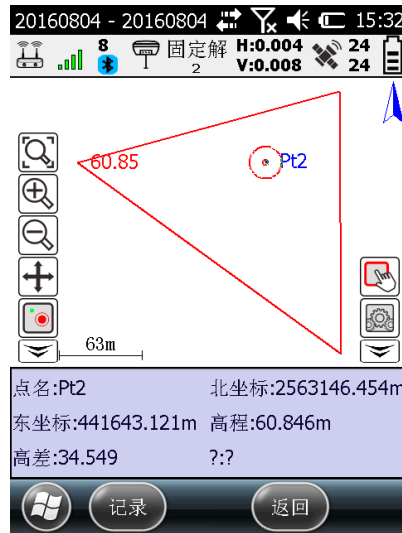 20160804 - 20160804 15:32
8 固定解 2 H:0.004 V:0.008 24 24
60.85
Pt2
63m
点名:Pt2 北坐标:2563146.454m
东坐标:441643.121m 高程:60.846m
高差:34.549 ?:?
记录 返回